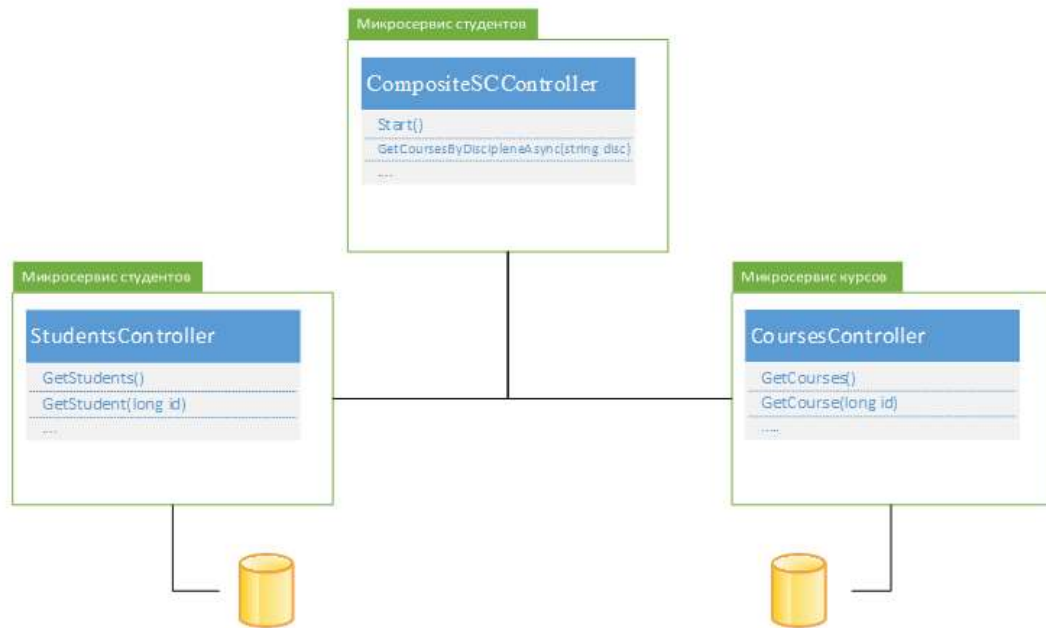 Микросервис студентов
CompositeSCController
Start()
GetCoursesByDiscipleneAsync(string disc)
....
Микросервис студентов
StudentsController
GetStudents()
GetStudent(long id)
....
Микросервис курсов
CoursesController
GetCourses()
GetCourse(long id)
.....